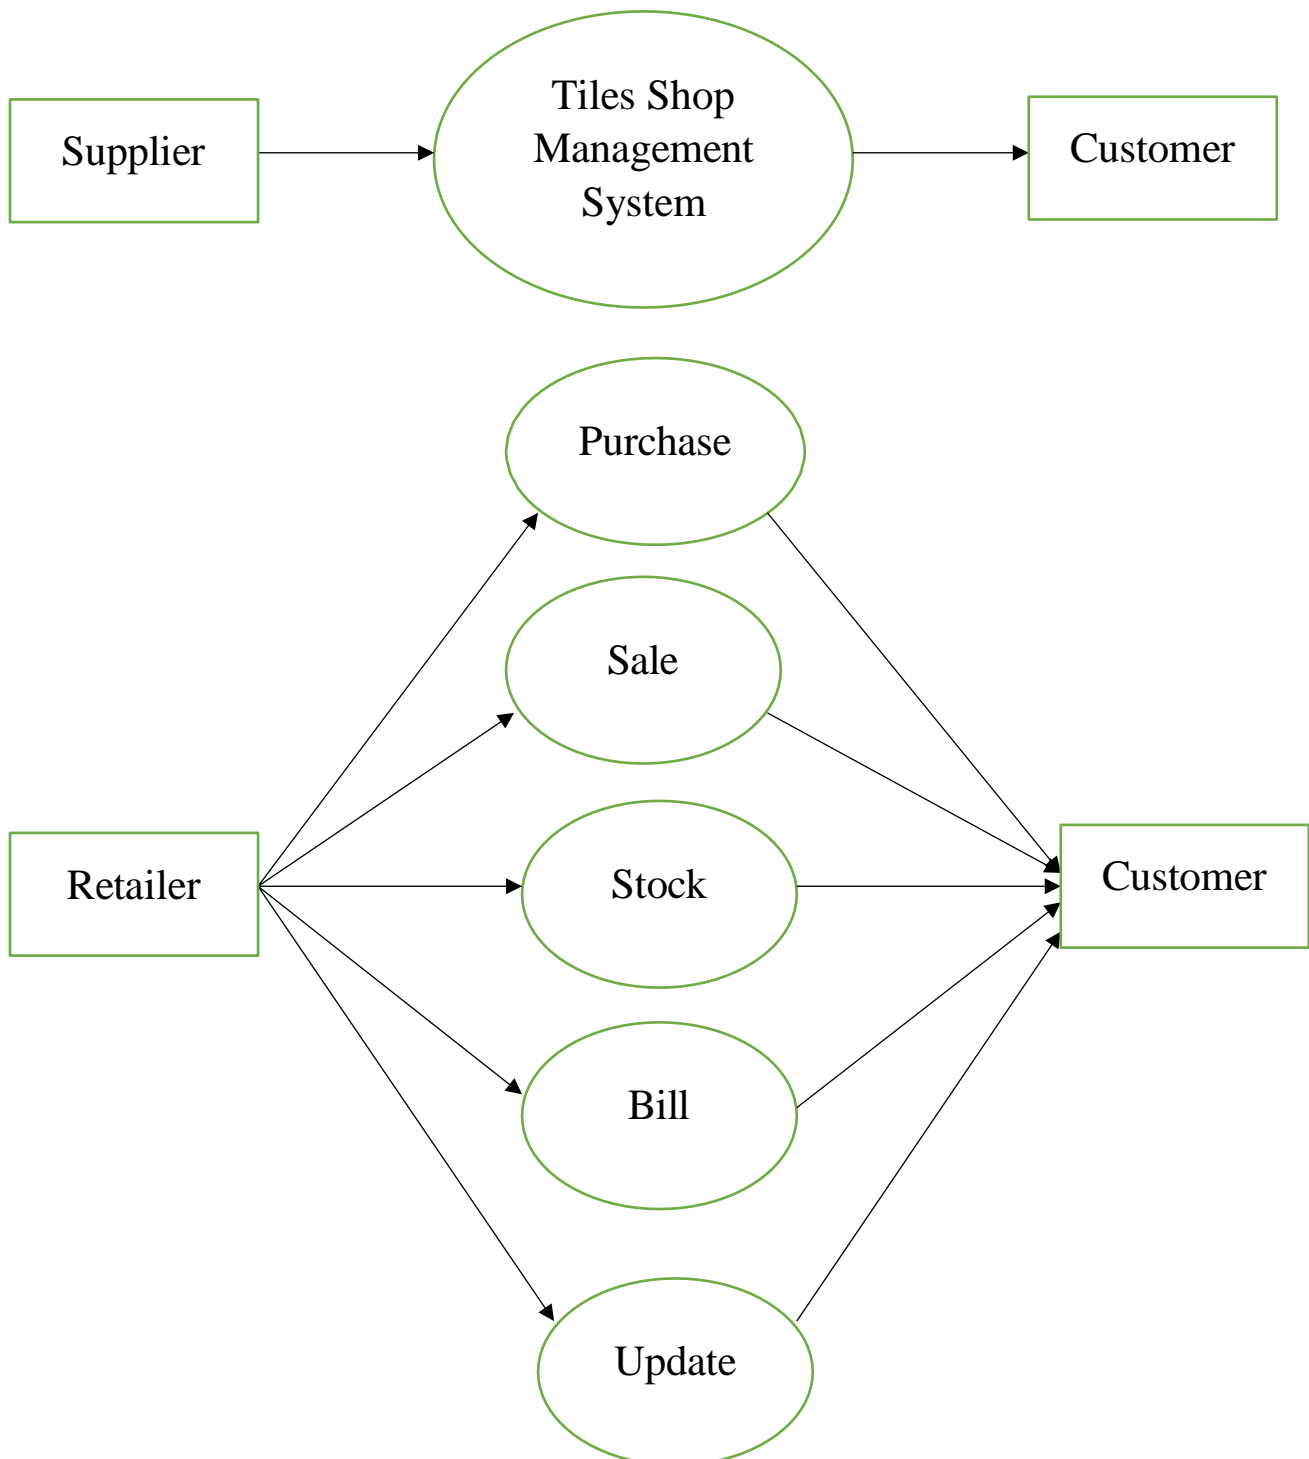 Supplier
Tiles Shop
Management
System
Customer
Purchase
Sale
Retailer
Stock
Customer
Bill
Update